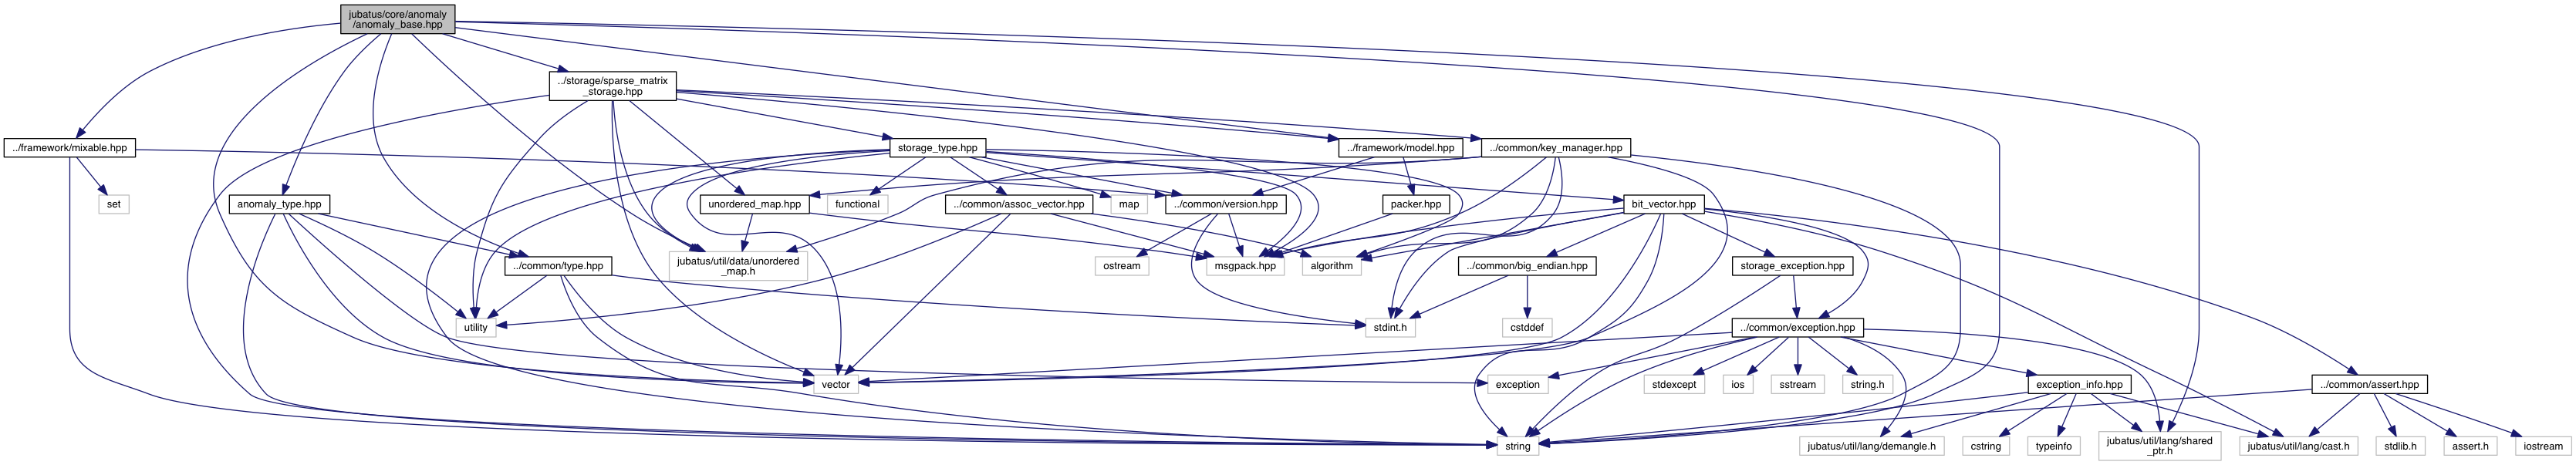 jubatus/core/anomaly
/anomaly_base.hpp
../storage/sparse_matrix
_storage.hpp
../framework/mixable.hpp
storage_type.hpp
../framework/model.hpp
../common/key_manager.hpp
set
anomaly_type.hpp
unordered_map.hpp
functional
../common/assoc_vector.hpp
map
../common/version.hpp
packer.hpp
bit_vector.hpp
../common/type.hpp
jubatus/util/data/unordered
_map.h
ostream
msgpack.hpp
algorithm
../common/big_endian.hpp
storage_exception.hpp
utility
stdint.h
cstddef
../common/exception.hpp
vector
exception
stdexcept
ios
sstream
string.h
exception_info.hpp
../common/assert.hpp
string
jubatus/util/lang/demangle.h
cstring
typeinfo
jubatus/util/lang/shared
_ptr.h
jubatus/util/lang/cast.h
stdlib.h
assert.h
iostream